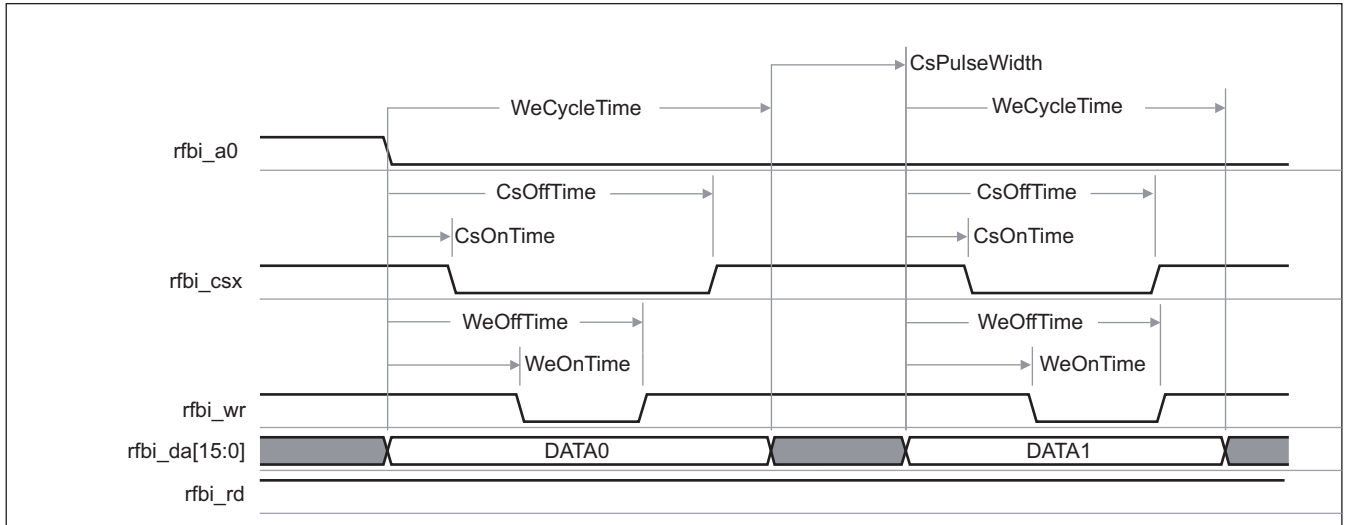 CsPulseWidth
WeCycleTime
WeCycleTime
rfbi_a0
CsOffTime
CsOffTime
CsOnTime
CsOnTime
rfbi_csx
WeOffTime
WeOffTime
WeOnTime
WeOnTime
rfbi_wr
rfbi_da[15:0]
DATA0
DATA1
rfbi_rd